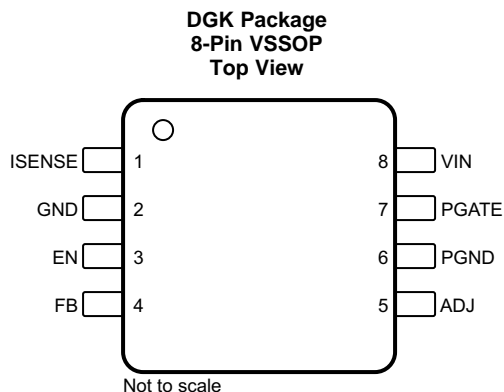 DGK Package
8-Pin VSSOP
Top View
ISENSE 1 8 VIN
GND 2 7 PGATE
EN 3 6 PGND
FB 4 5 ADJ
Not to scale